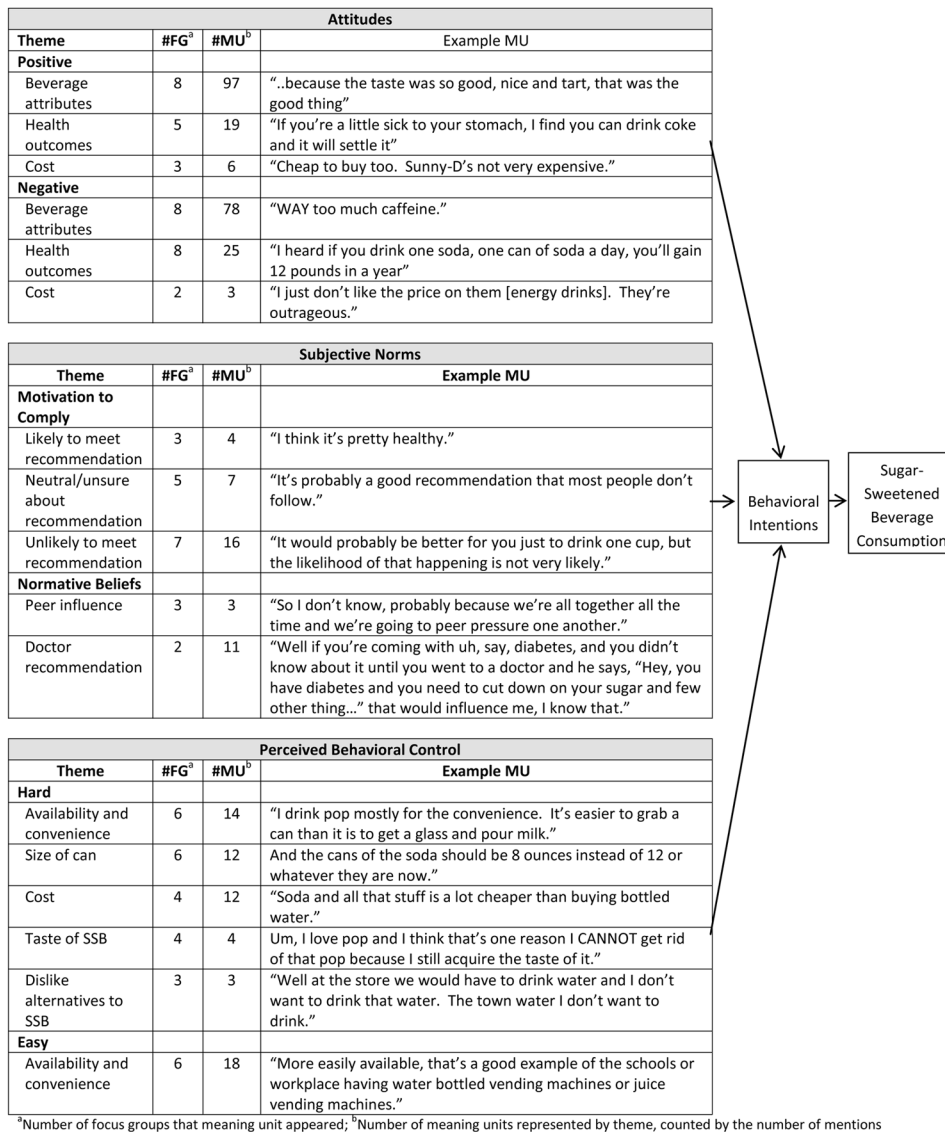 Attitudes
Theme #FGa #MUb Example MU
Positive
Beverage attributes 8 97 “..because the taste was so good, nice and tart, that was the
good thing”
Health outcomes 5 19 “If you’re a little sick to your stomach, I find you can drink coke
and it will settle it”
Cost 3 6 “Cheap to buy too. Sunny-D’s not very expensive.”
Negative
Beverage attributes 8 78 “WAY too much caffeine.”
Health outcomes 8 25 “I heard if you drink one soda, one can of soda a day, you’ll gain
12 pounds in a year”
Cost 2 3 “I just don’t like the price on them [energy drinks]. They’re
outrageous.”
Subjective Norms
Theme #FGa #MUb Example MU
Motivation to
Comply
Likely to meet recommendation 3 4 “I think it’s pretty healthy.”
Neutral/unsure about recommendation 5 7 “It’s probably a good recommendation that most people don’t
follow.”
Unlikely to meet recommendation 7 16 “It would probably be better for you just to drink one cup, but
the likelihood of that happening is not very likely.”
Normative Beliefs
Peer influence 3 3 “So I don’t know, probably because we’re all together all the
time and we’re going to peer pressure one another.”
Doctor recommendation 2 11 “Well if you’re coming with uh, say, diabetes, and you didn’t
know about it until you went to a doctor and he says, “Hey, you
have diabetes and you need to cut down on your sugar and few
other thing…” that would influence me, I know that.”
Perceived Behavioral Control
Theme #FGa #MUb Example MU
Hard
Availability and convenience 6 14 “I drink pop mostly for the convenience. It’s easier to grab a
can than it is to get a glass and pour milk.”
Size of can 6 12 And the cans of the soda should be 8 ounces instead of 12 or
whatever they are now.”
Cost 4 12 “Soda and all that stuff is a lot cheaper than buying bottled
water.”
Taste of SSB 4 4 Um, I love pop and I think that’s one reason I CANNOT get rid
of that pop because I still acquire the taste of it.”
Dislike alternatives to SSB 3 3 “Well at the store we would have to drink water and I don’t
want to drink that water. The town water I don’t want to
drink.”
Easy
Availability and convenience 6 18 “More easily available, that’s a good example of the schools or
workplace having water bottled vending machines or juice
vending machines.”
Behavioral
Intentions
Sugar-
Sweetened
Beverage
Consumption
aNumber of focus groups that meaning unit appeared; bNumber of meaning units represented by theme, counted by the number of mentions